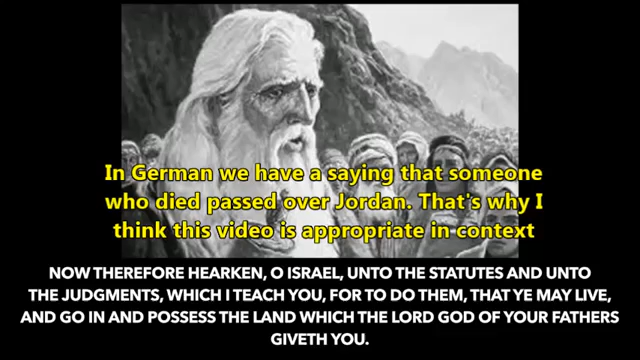 In German we have a saying that someone
who died passed over Jordan. That's why I
think this video is appropriate in context
NOW THEREFORE HEARKEN, O ISRAEL, UNTO THE STATUTES AND UNTO
THE JUDGMENTS, WHICH I TEACH YOU, FOR TO DO THEM, THAT YE MAY LIVE,
AND GO IN AND POSSESS THE LAND WHICH THE LORD GOD OF YOUR FATHERS
GIVETH YOU.